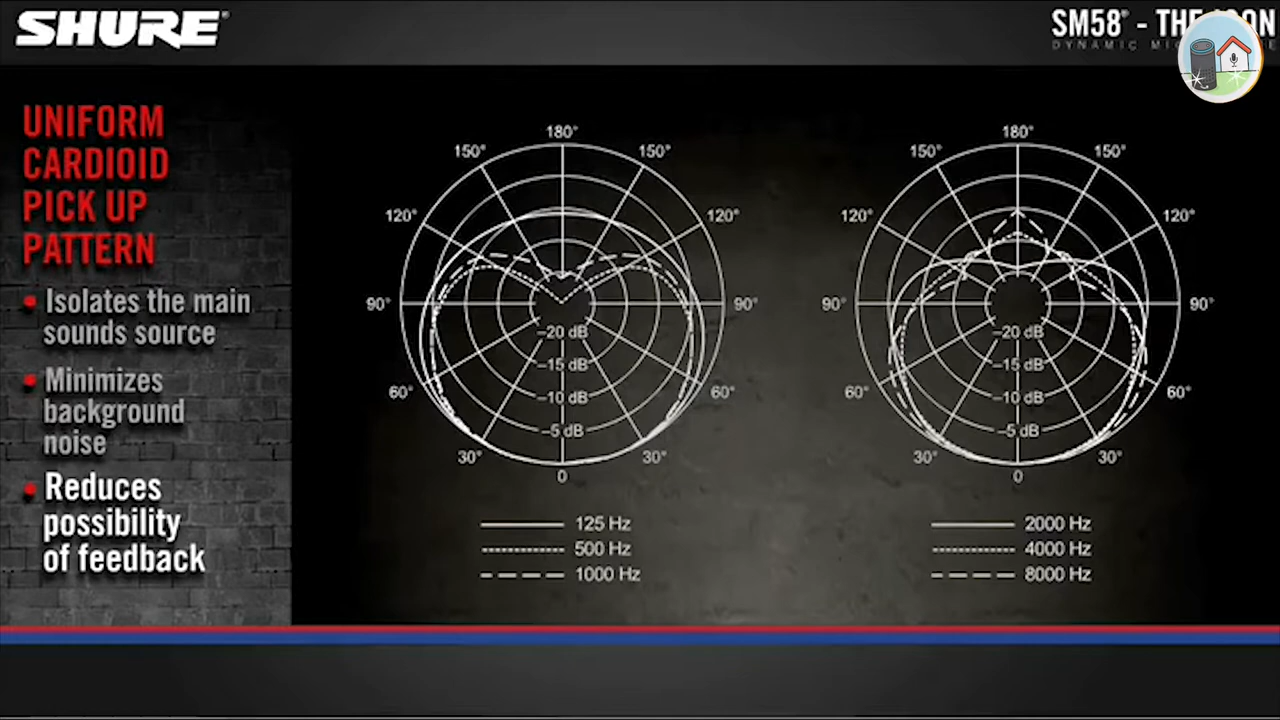 SHURE
SM58® - THE ICON
DYNAMIC
UNIFORM
CARDIOID
PICK UP
PATTERN
• Isolates the main
sounds source
• Minimizes
background
noise
• Reduces
possibility
of feedback
180°
150° 150°
120° 120°
90° 90°
60° 60°
30° 30°
0
–20 dB
–15 dB
–10 dB
–5 dB
125 Hz
500 Hz
1000 Hz
180°
150° 150°
120° 120°
90° 90°
60° 60°
30° 30°
0
–20 dB
–15 dB
–10 dB
–5 dB
2000 Hz
4000 Hz
8000 Hz